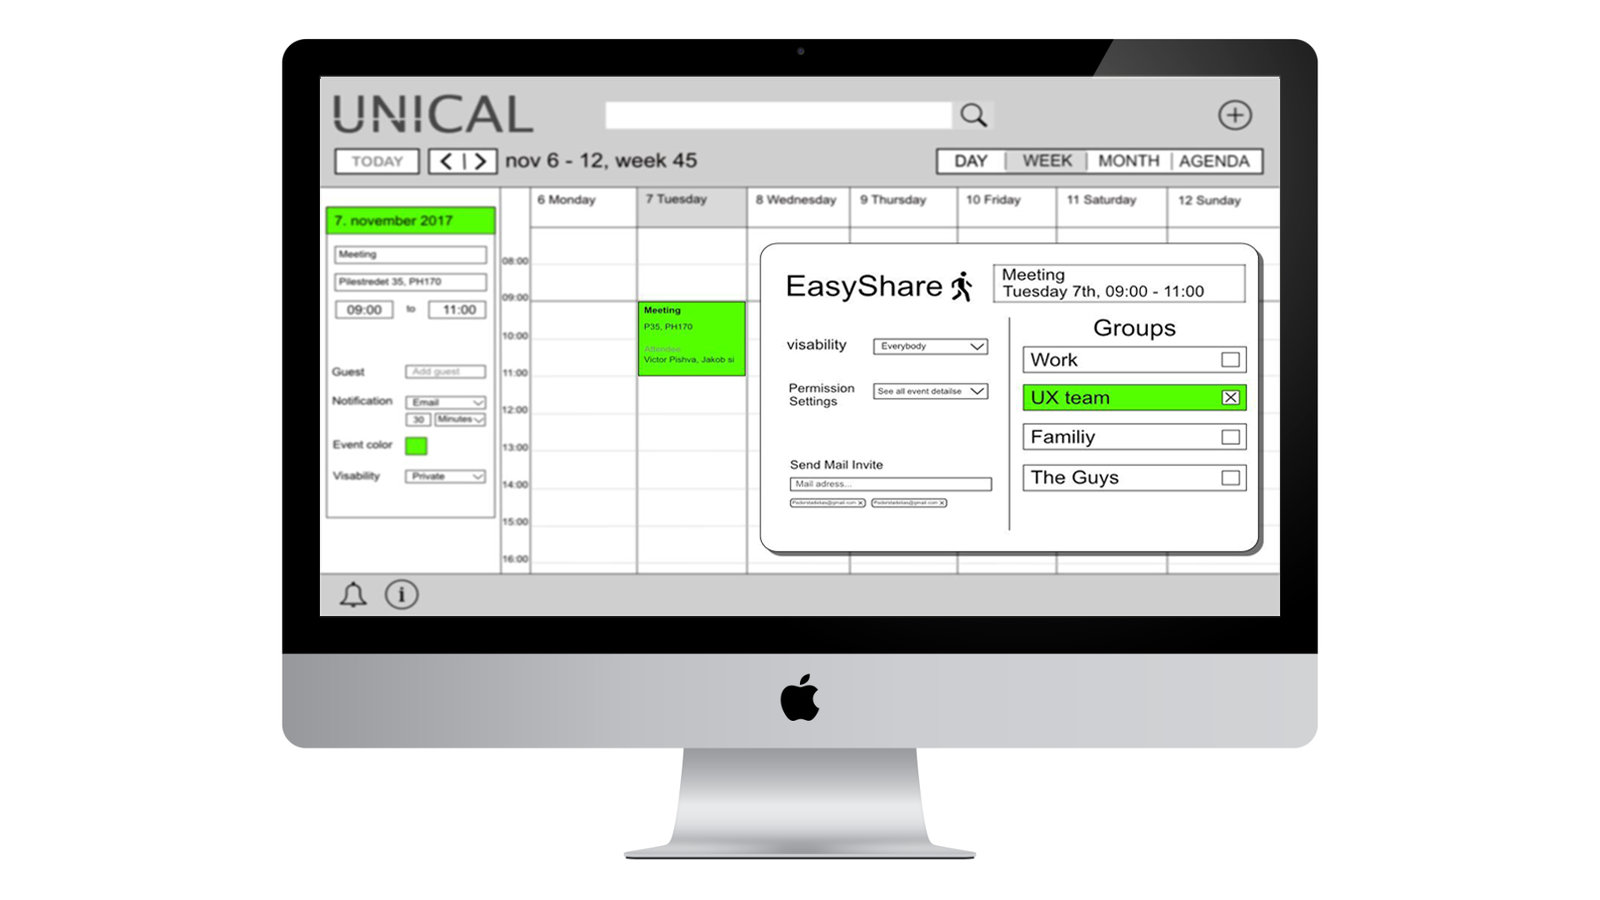 UNICAL
TODAY
nov 6 - 12, week 45
DAY | WEEK | MONTH | AGENDA
6 Monday
7 Tuesday
8 Wednesday
9 Thursday
10 Friday
11 Saturday
12 Sunday
7. november 2017
Meeting
Pilestredet 35, PH170
09:00 to 11:00
Guest Add guest
Notification Email
30 Minutes
Event color
Visability Private
08:00
09:00
10:00
11:00
12:00
13:00
14:00
15:00
16:00
Meeting
P35, PH170
Attendee
Victor Pishva, Jakob si
EasyShare
Meeting
Tuesday 7th, 09:00 - 11:00
visability Everybody
Permission
Settings
See all event detailse
Send Mail Invite
Mail adress...
Groups
Work
UX team
Familiy
The Guys